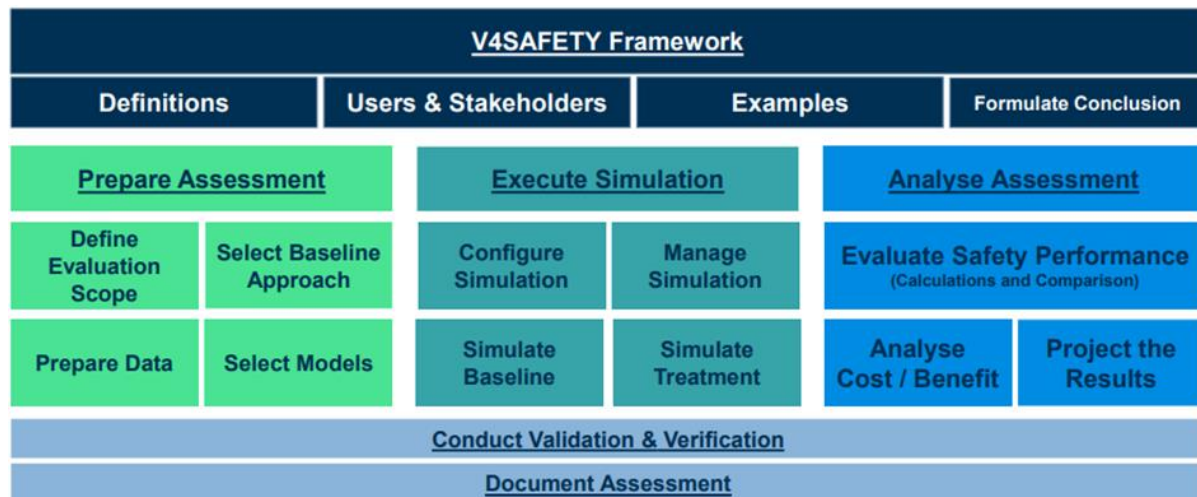 V4SAFETY Framework
Definitions
Users & Stakeholders
Examples
Formulate Conclusion
Prepare Assessment
Execute Simulation
Analyse Assessment
Define
Evaluation
Scope
Select Baseline
Approach
Configure
Simulation
Manage
Simulation
Evaluate Safety Performance
(Calculations and Comparison)
Prepare Data
Select Models
Simulate
Baseline
Simulate
Treatment
Analyse
Cost / Benefit
Project the
Results
Conduct Validation & Verification
Document Assessment